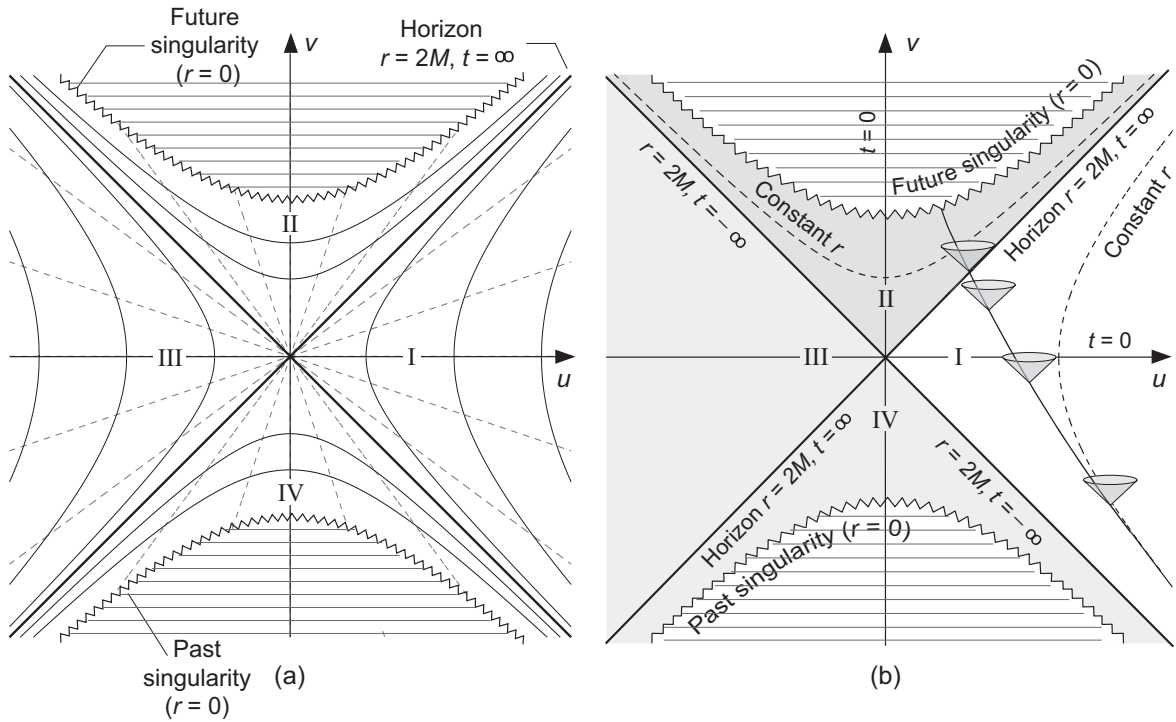 Future
singularity
(r = 0)
v
Horizon
r = 2M, t = ∞
II
III
I
u
IV
Past
singularity
(r = 0)
(a)
v
t = 0
Future singularity (r = 0)
r = 2M, t = – ∞
Constant r
Horizon r = 2M, t = ∞
Constant r
II
t = 0
III
I
u
IV
Horizon r = 2M, t = ∞
r = 2M, t = – ∞
Past singularity (r = 0)
(b)